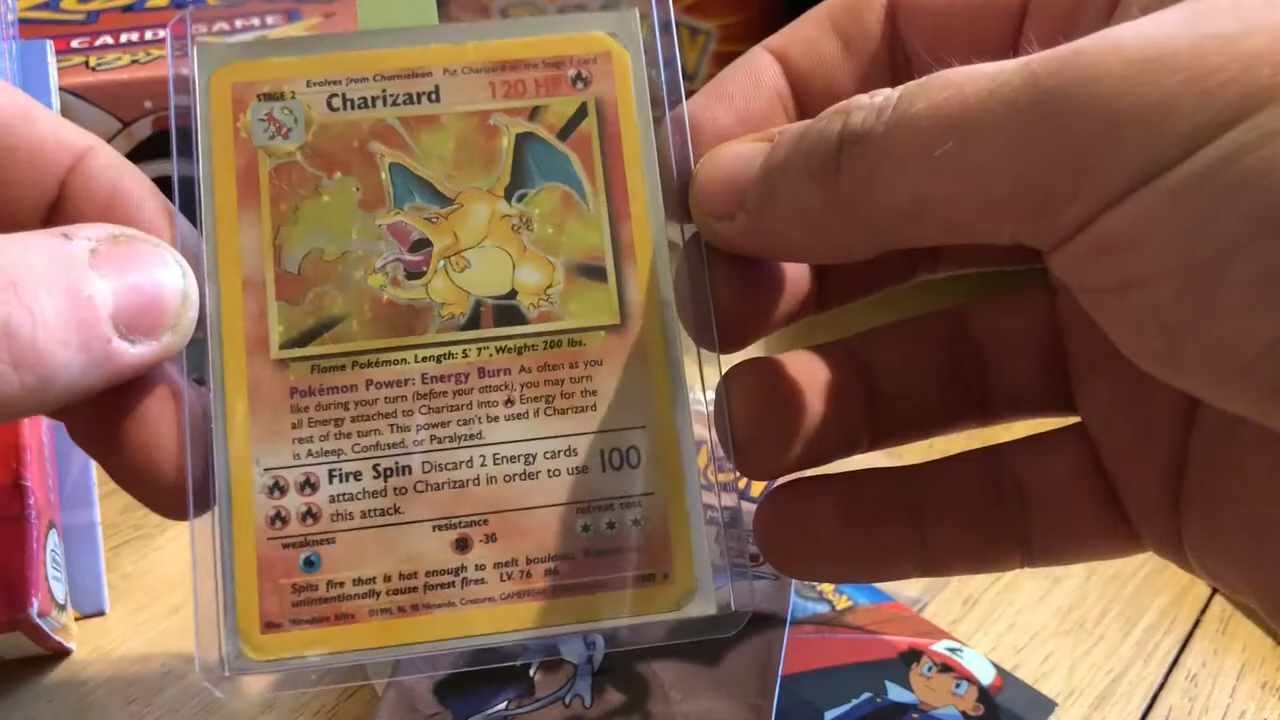 CARD GAME
Evolves from Charmeleon Put Charizard on the Stage 1 card
STAGE 2
Charizard
120 HP
Flame Pokémon. Length: 5' 7", Weight: 200 lbs.
Pokémon Power: Energy Burn As often as you
like during your turn (before your attack), you may turn
all Energy attached to Charizard into Energy for the
rest of the turn. This power can't be used if Charizard
is Asleep, Confused, or Paralyzed.
Fire Spin Discard 2 Energy cards
attached to Charizard in order to use
this attack.
100
weakness
resistance
retreat cost
-30
Spits fire that is hot enough to melt boulders.
unintentionally cause forest fires. LV. 76 #6
©1995, 96, 98 Nintendo, Creatures, GAMEFREAK